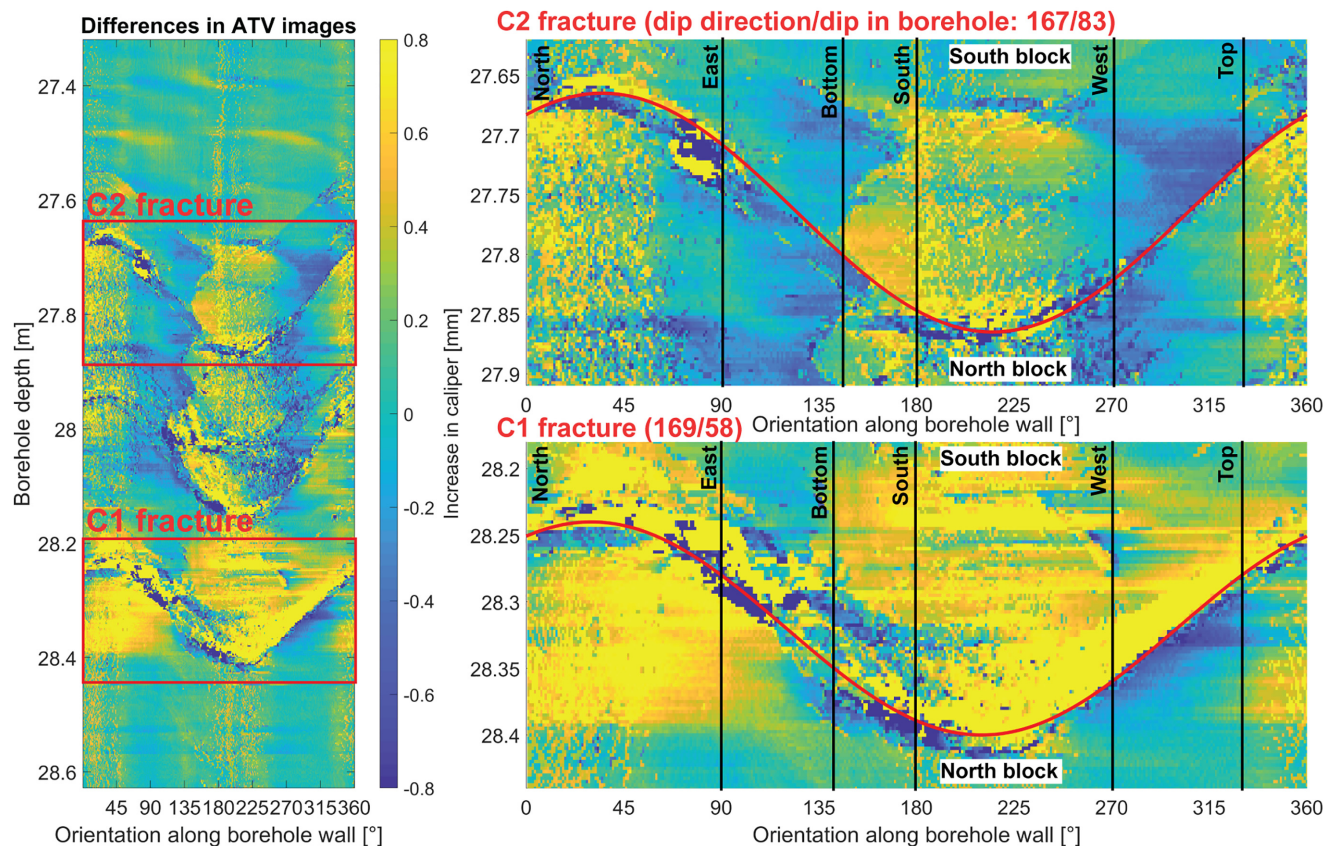 Differences in ATV images
27.4
27.6
27.8
28
28.2
28.4
28.6
Borehole depth [m]
C2 fracture
C1 fracture
45 90 135 180 225 270 315 360
Orientation along borehole wall [°]
0.8
0.6
0.4
0.2
0
-0.2
-0.4
-0.6
-0.8
Increase in caliper [mm]
C2 fracture (dip direction/dip in borehole: 167/83)
27.65
27.7
27.75
27.8
27.85
27.9
North
East
Bottom
South
South block
West
Top
North block
0 45 90 135 180 225 270 315 360
Orientation along borehole wall [°]
C1 fracture (169/58)
28.2
28.25
28.3
28.35
28.4
North
East
Bottom
South
South block
West
Top
North block
0 45 90 135 180 225 270 315 360
Orientation along borehole wall [°]